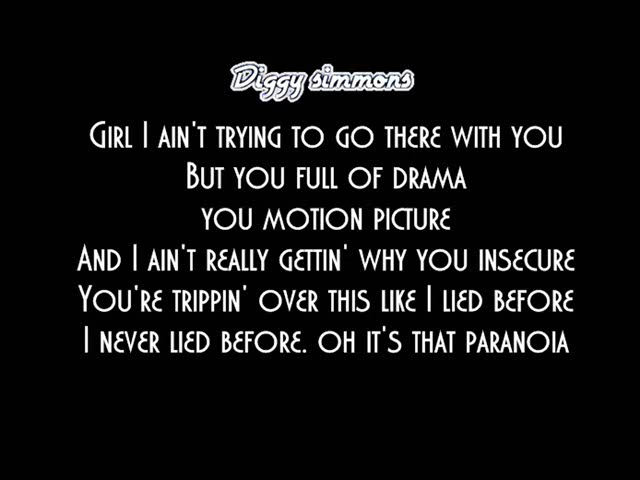 Diggy simmons
GIRL I AIN'T TRYING TO GO THERE WITH YOU
BUT YOU FULL OF DRAMA
YOU MOTION PICTURE
AND I AIN'T REALLY GETTIN' WHY YOU INSECURE
YOU'RE TRIPPIN' OVER THIS LIKE I LIED BEFORE
I NEVER LIED BEFORE. OH IT'S THAT PARANOIA